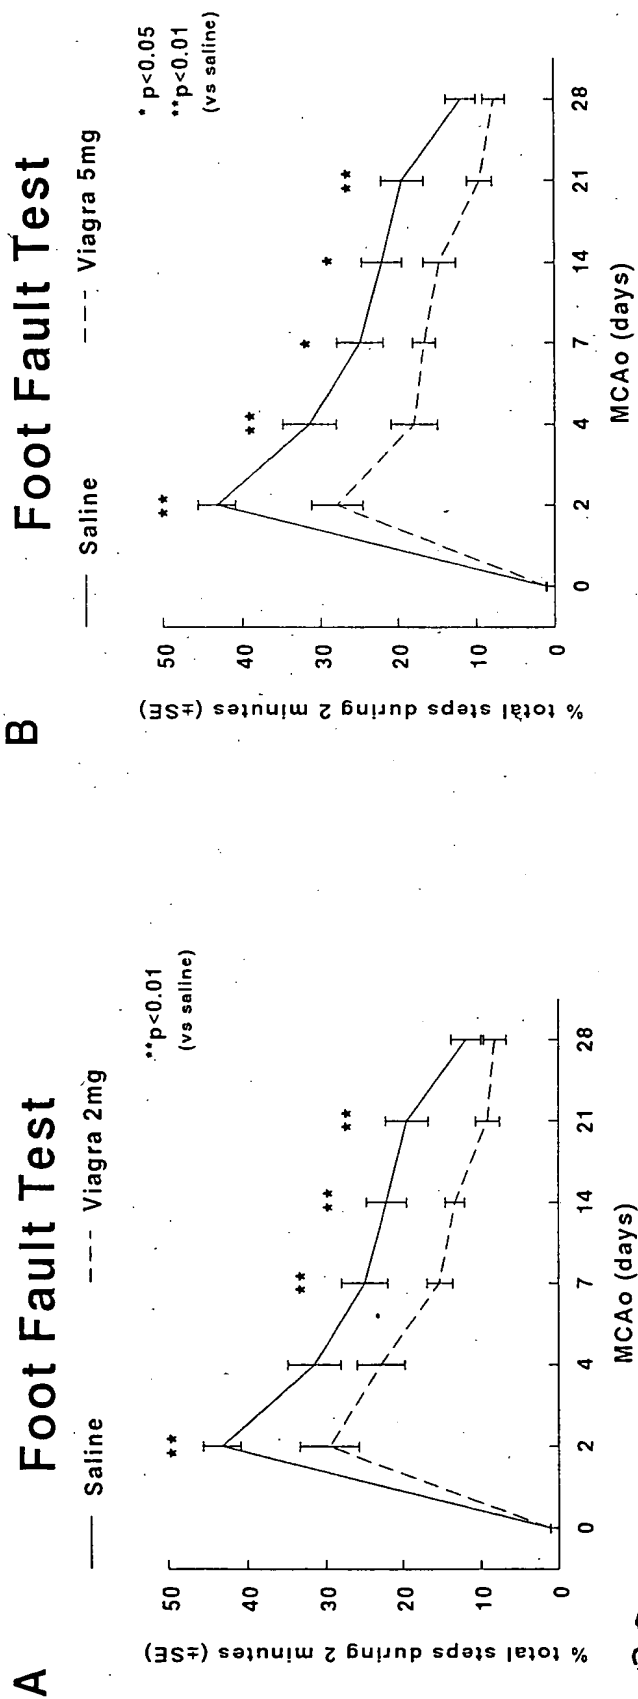 A
Foot Fault Test
Saline
Viagra 2mg
**p<0.01
(vs saline)
% total steps during 2 minutes (±SE)
50
40
30
20
10
0
**
**
**
**
0 2 4 7 14 21 28
MCAo (days)
B
Foot Fault Test
Saline
Viagra 5mg
* p<0.05
**p<0.01
(vs saline)
% total steps during 2 minutes (±SE)
50
40
30
20
10
0
**
**
*
*
**
0 2 4 7 14 21 28
MCAo (days)